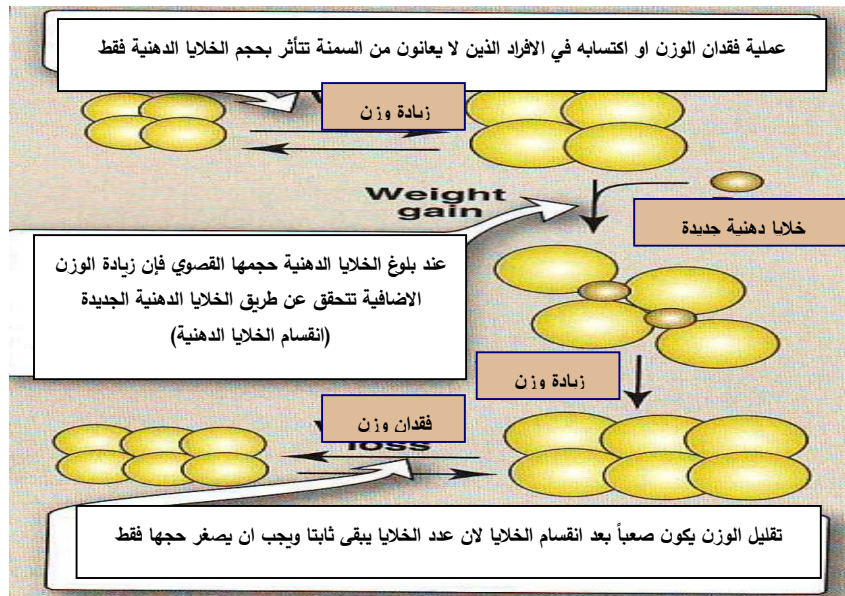 عملية فقدان الوزن او اكتسابه في الافراد الذين لا يعانون من السمنة تتأثر بحجم الخلايا الدهنية فقط
زيادة وزن
Weight
gain
خلايا دهنية جديدة
عند بلوغ الخلايا الدهنية حجمها القصوي فإن زيادة الوزن
الاضافية تتحقق عن طريق الخلايا الدهنية الجديدة
(انقسام الخلايا الدهنية)
زيادة وزن
فقدان وزن
loss
تقليل الوزن يكون صعباً بعد انقسام الخلايا لان عدد الخلايا يبقى ثابتا ويجب ان يصغر حجها فقط